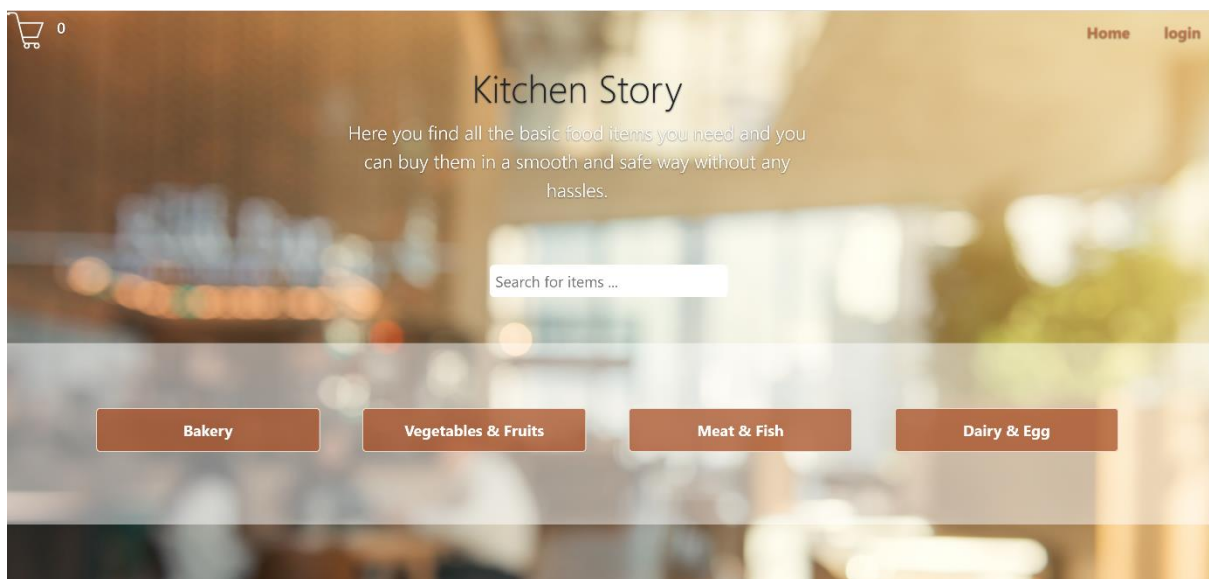 0
Home login
Kitchen Story
Here you find all the basic food items you need and you
can buy them in a smooth and safe way without any
hassles.
Search for items ...
Bakery Vegetables & Fruits Meat & Fish Dairy & Egg